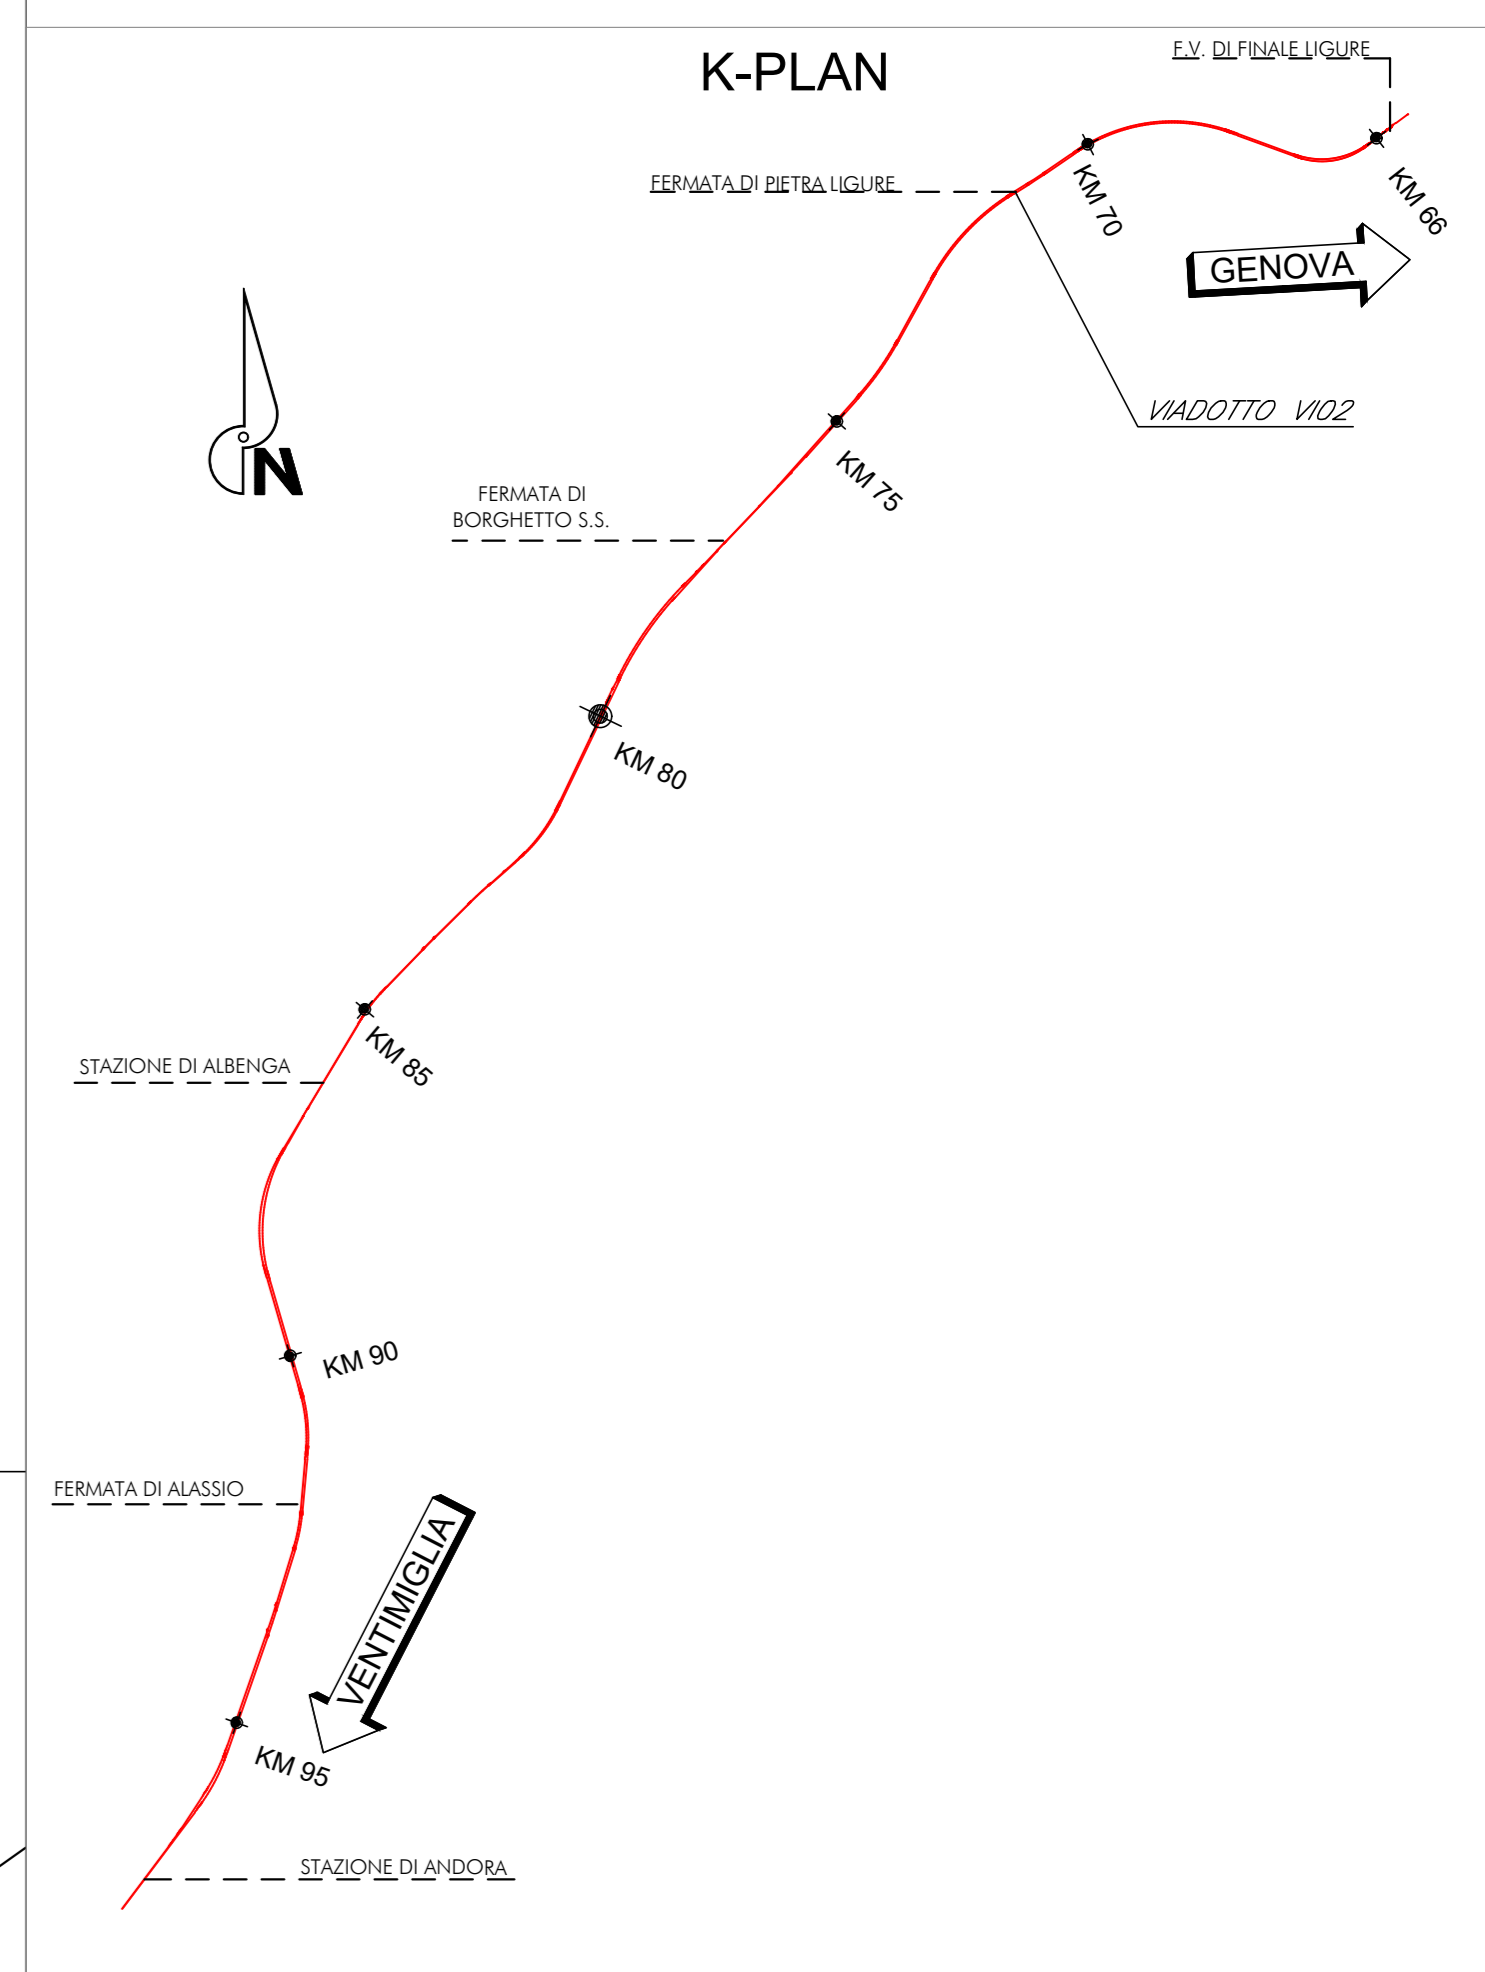 K-PLAN
F.V. DI FINALE LIGURE
FERMATA DI PIETRA LIGURE
KM 70
KM 66
GENOVA
VIADOTTO VI02
N
KM 75
FERMATA DI
BORGHETTO S.S.
KM 80
KM 85
STAZIONE DI ALBENGA
KM 90
FERMATA DI ALASSIO
VENTIMIGLIA
KM 95
STAZIONE DI ANDORA